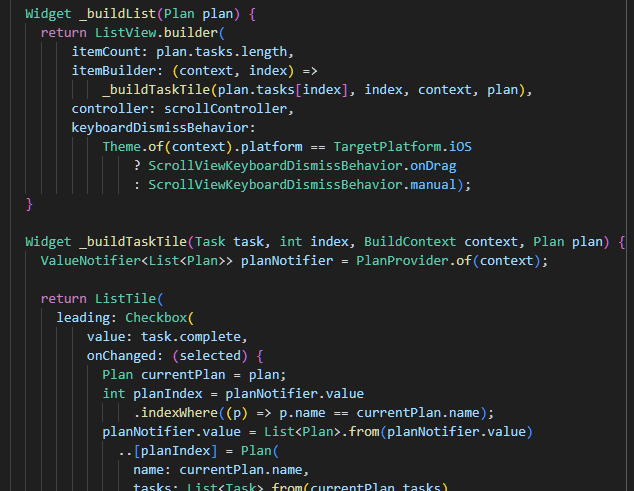 Widget _buildList(Plan plan) {
return ListView.builder(
itemCount: plan.tasks.length,
itemBuilder: (context, index) =>
_buildTaskTile(plan.tasks[index], index, context, plan),
controller: scrollController,
keyboardDismissBehavior:
Theme.of(context).platform == TargetPlatform.iOS
? ScrollViewKeyboardDismissBehavior.onDrag
: ScrollViewKeyboardDismissBehavior.manual);
}
Widget _buildTaskTile(Task task, int index, BuildContext context, Plan plan) {
ValueNotifier<List<Plan>> planNotifier = PlanProvider.of(context);
return ListTile(
leading: Checkbox(
value: task.complete,
onChanged: (selected) {
Plan currentPlan = plan;
int planIndex = planNotifier.value
.indexWhere((p) => p.name == currentPlan.name);
planNotifier.value = List<Plan>.from(planNotifier.value)
..[planIndex] = Plan(
name: currentPlan.name,
tasks: List<Task>.from(currentPlan.tasks)